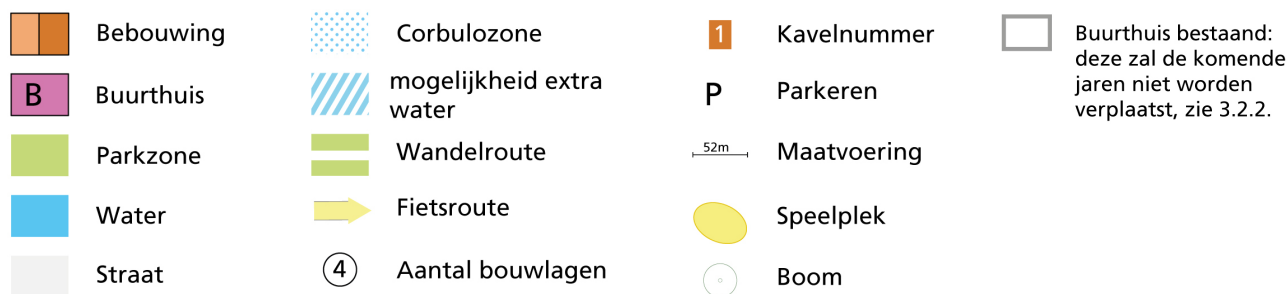 Bebouwing
B Buurthuis
Parkzone
Water
Straat
Corbulozone
mogelijkheid extra
water
Wandelroute
Fietsroute
4 Aantal bouwlagen
1 Kavelnummer
P Parkeren
52m Maatvoering
Speelplek
Boom
Buurthuis bestaand:
deze zal de komende
jaren niet worden
verplaatst, zie 3.2.2.